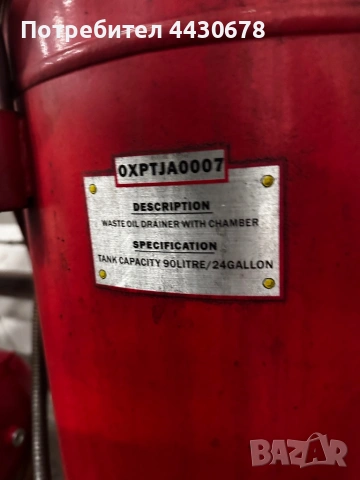 Потребител 4430678
OXPTJA0007
DESCRIPTION
WASTE OIL DRAINER WITH CHAMBER
SPECIFICATION
TANK CAPACITY 90LITRE/24GALLON
BAZAR